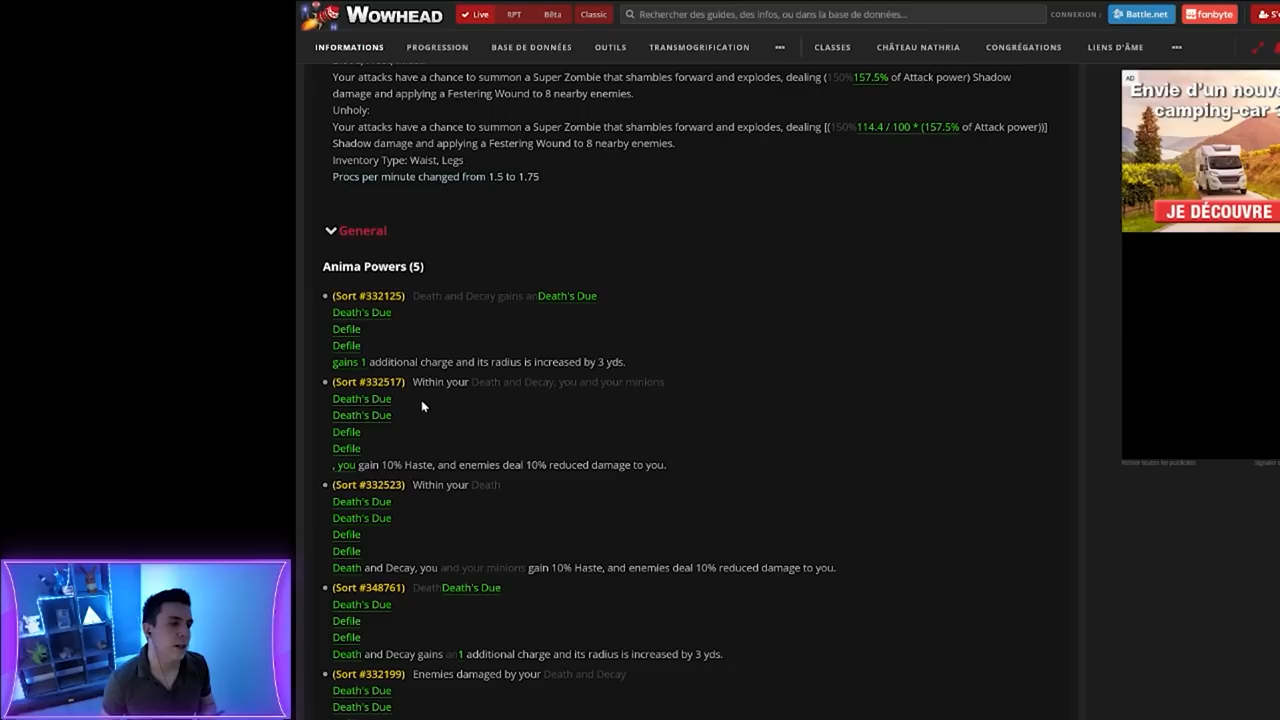 WOWHEAD
Live RPT Bêta Classic
Rechercher des guides, des infos, ou dans la base de données...
CONNEXION : Battle.net fanbyte
INFORMATIONS PROGRESSION BASE DE DONNÉES OUTILS TRANSMOGRIFICATION ••• CLASSES CHÂTEAU NATHRIA CONGRÉGATIONS LIENS D'ÂME •••
Your attacks have a chance to summon a Super Zombie that shambles forward and explodes, dealing (150%157.5% of Attack power) Shadow
damage and applying a Festering Wound to 8 nearby enemies.
Unholy:
Your attacks have a chance to summon a Super Zombie that shambles forward and explodes, dealing [(150%114.4 / 100 * (157.5% of Attack power))]
Shadow damage and applying a Festering Wound to 8 nearby enemies.
Inventory Type: Waist, Legs
Procs per minute changed from 1.5 to 1.75
General
Anima Powers (5)
(Sort #332125) Death and Decay gains anDeath's Due
Death's Due
Defile
Defile
gains 1 additional charge and its radius is increased by 3 yds.
(Sort #332517) Within your Death and Decay, you and your minions
Death's Due
Death's Due
Defile
Defile
, you gain 10% Haste, and enemies deal 10% reduced damage to you.
(Sort #332523) Within your Death
Death's Due
Death's Due
Defile
Defile
Death and Decay, you and your minions gain 10% Haste, and enemies deal 10% reduced damage to you.
(Sort #348761) DeathDeath's Due
Death's Due
Defile
Defile
Death and Decay gains an1 additional charge and its radius is increased by 3 yds.
(Sort #332199) Enemies damaged by your Death and Decay
Death's Due
Death's Due
AD
Envie d'un nouv
camping-car ?
JE DÉCOUVRE